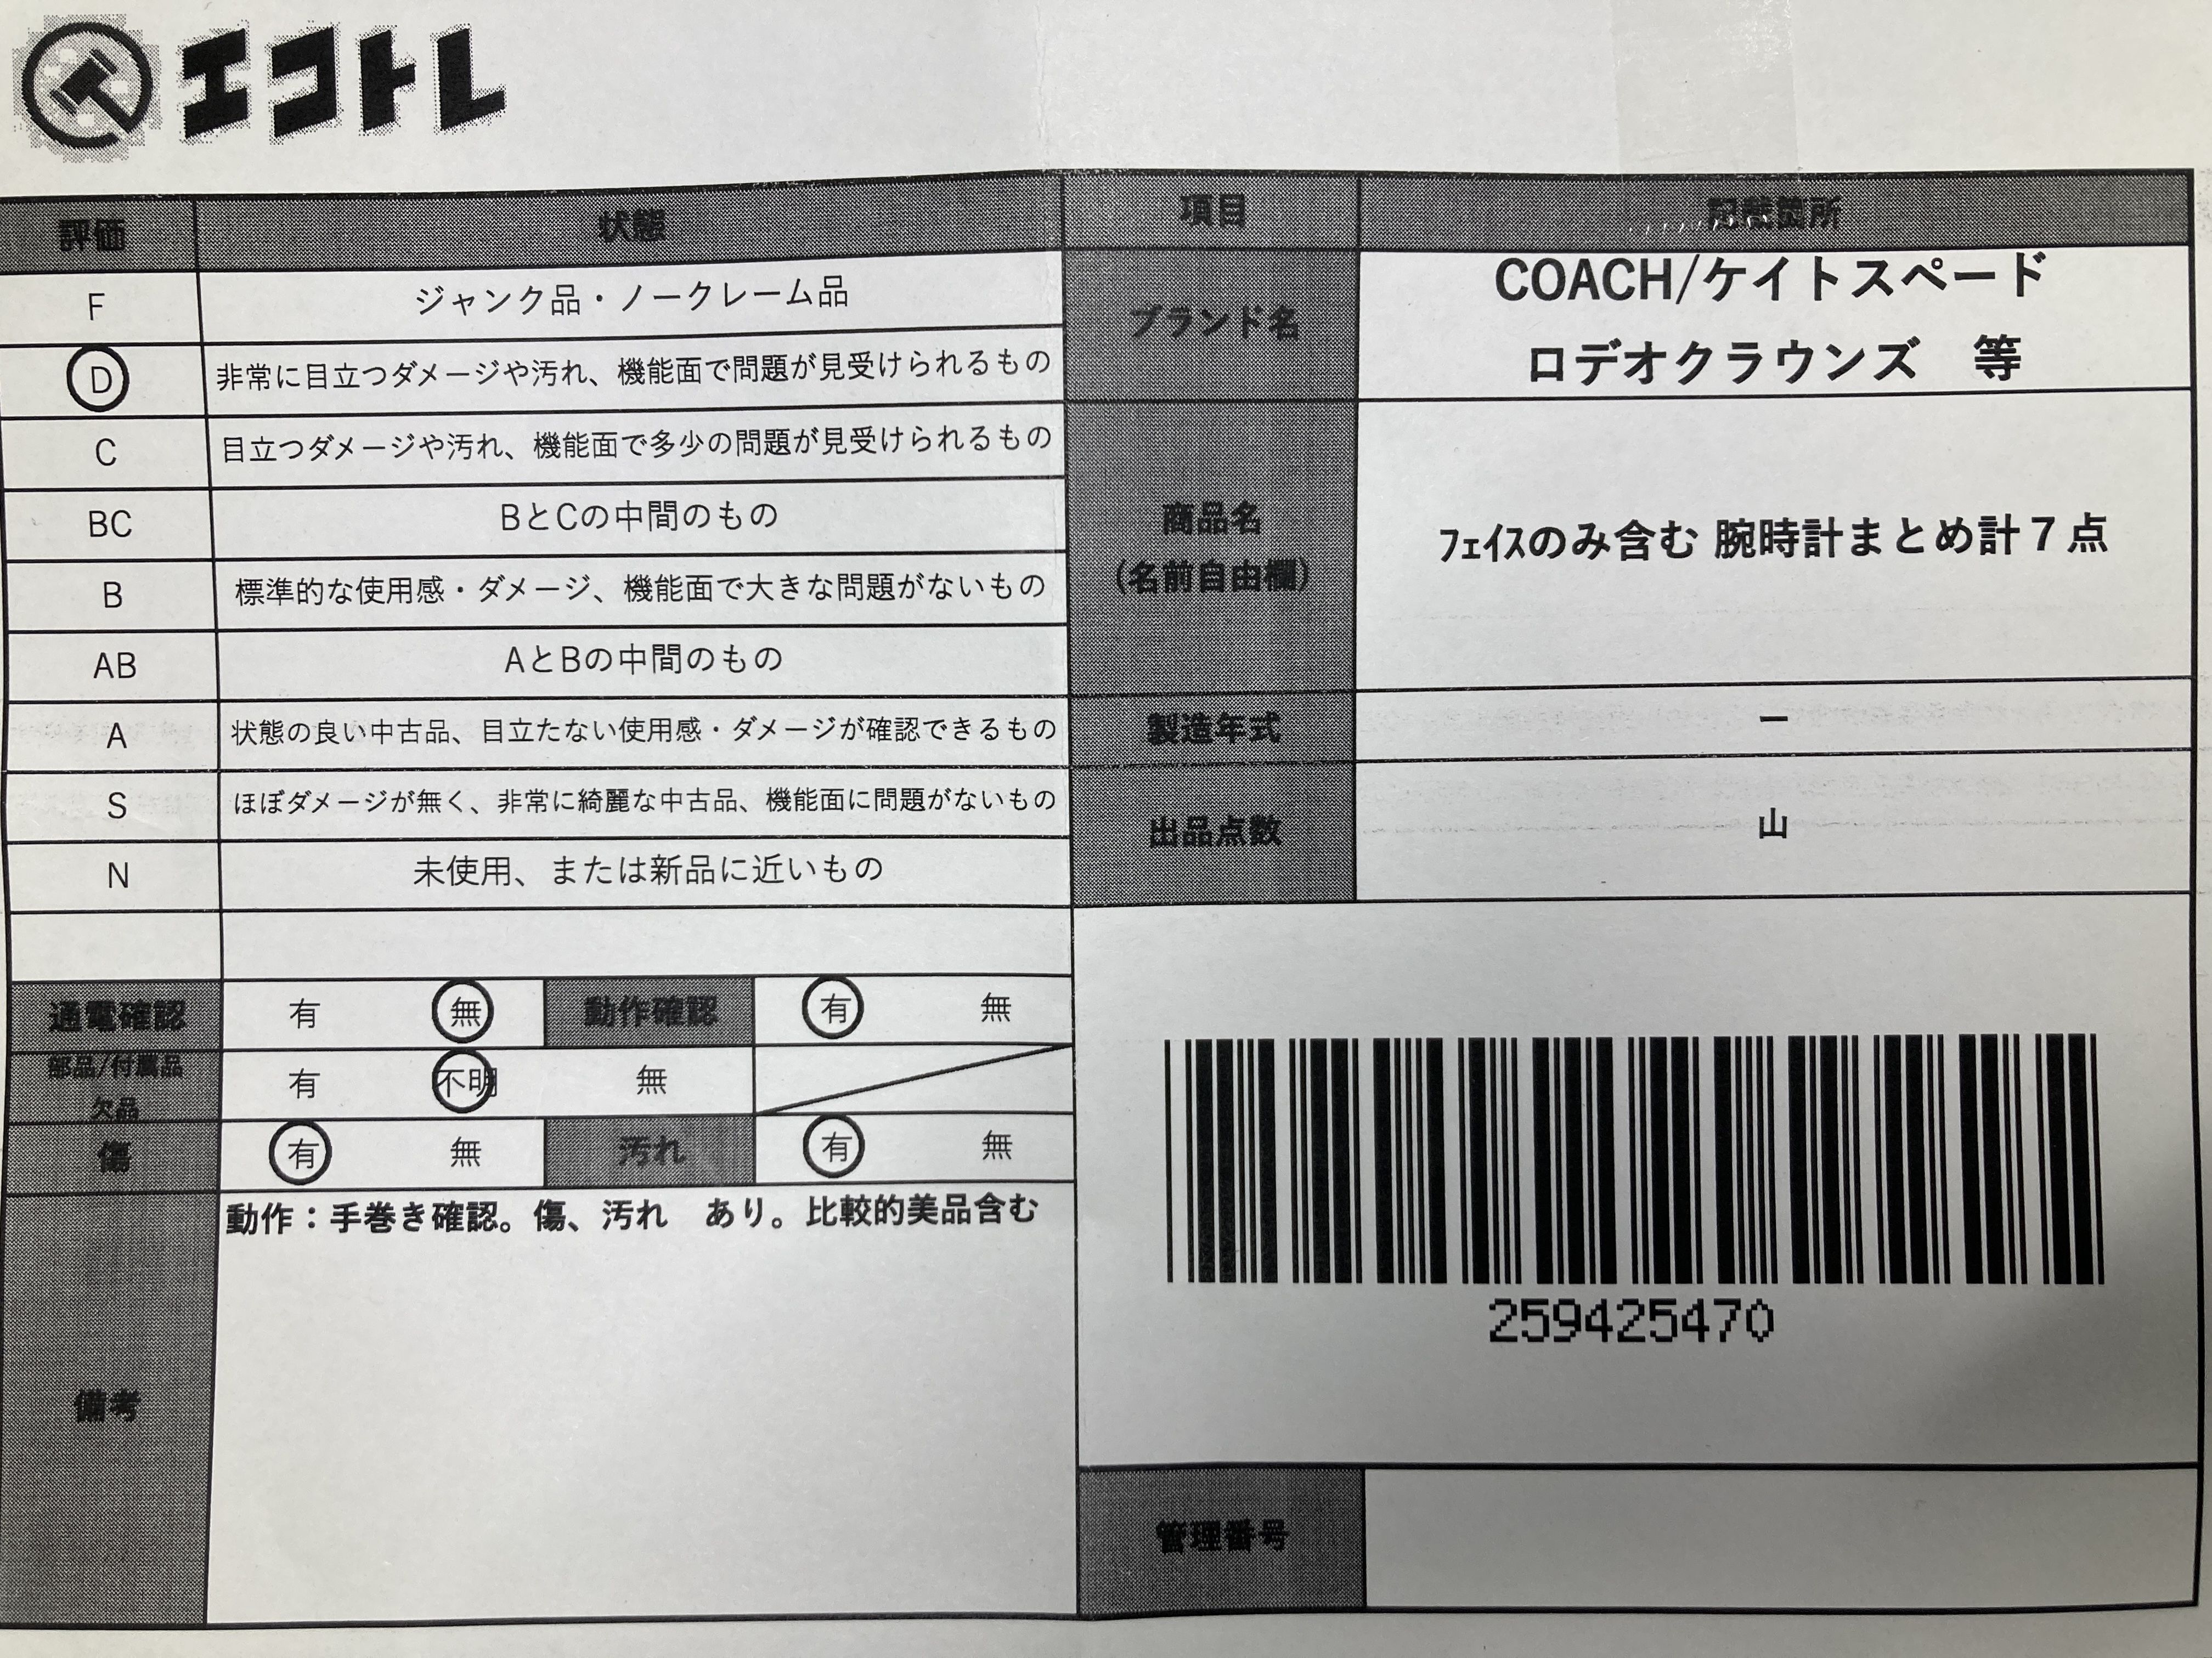 エコトレ
評価 状態
F ジャンク品・ノークレーム品
D 非常に目立つダメージや汚れ、機能面で問題が見受けられるもの
C 目立つダメージや汚れ、機能面で多少の問題が見受けられるもの
BC BとCの中間のもの
B 標準的な使用感・ダメージ、機能面で大きな問題がないもの
AB AとBの中間のもの
A 状態の良い中古品、目立たない使用感・ダメージが確認できるもの
S ほぼダメージが無く、非常に綺麗な中古品、機能面に問題がないもの
N 未使用、または新品に近いもの
通電確認 有 無 動作確認 有 無
部品/付属品
欠品 有 不明 無
傷 有 無 汚れ 有 無
備考 動作：手巻き確認。傷、汚れ　あり。比較的美品含む
項目 記載箇所
ブランド名 COACH/ケイトスペード
ロデオクラウンズ　等
商品名
(名前自由欄) ﾌｪｲｽのみ含む 腕時計まとめ計７点
製造年式 ー
出品点数 山
259425470
管理番号